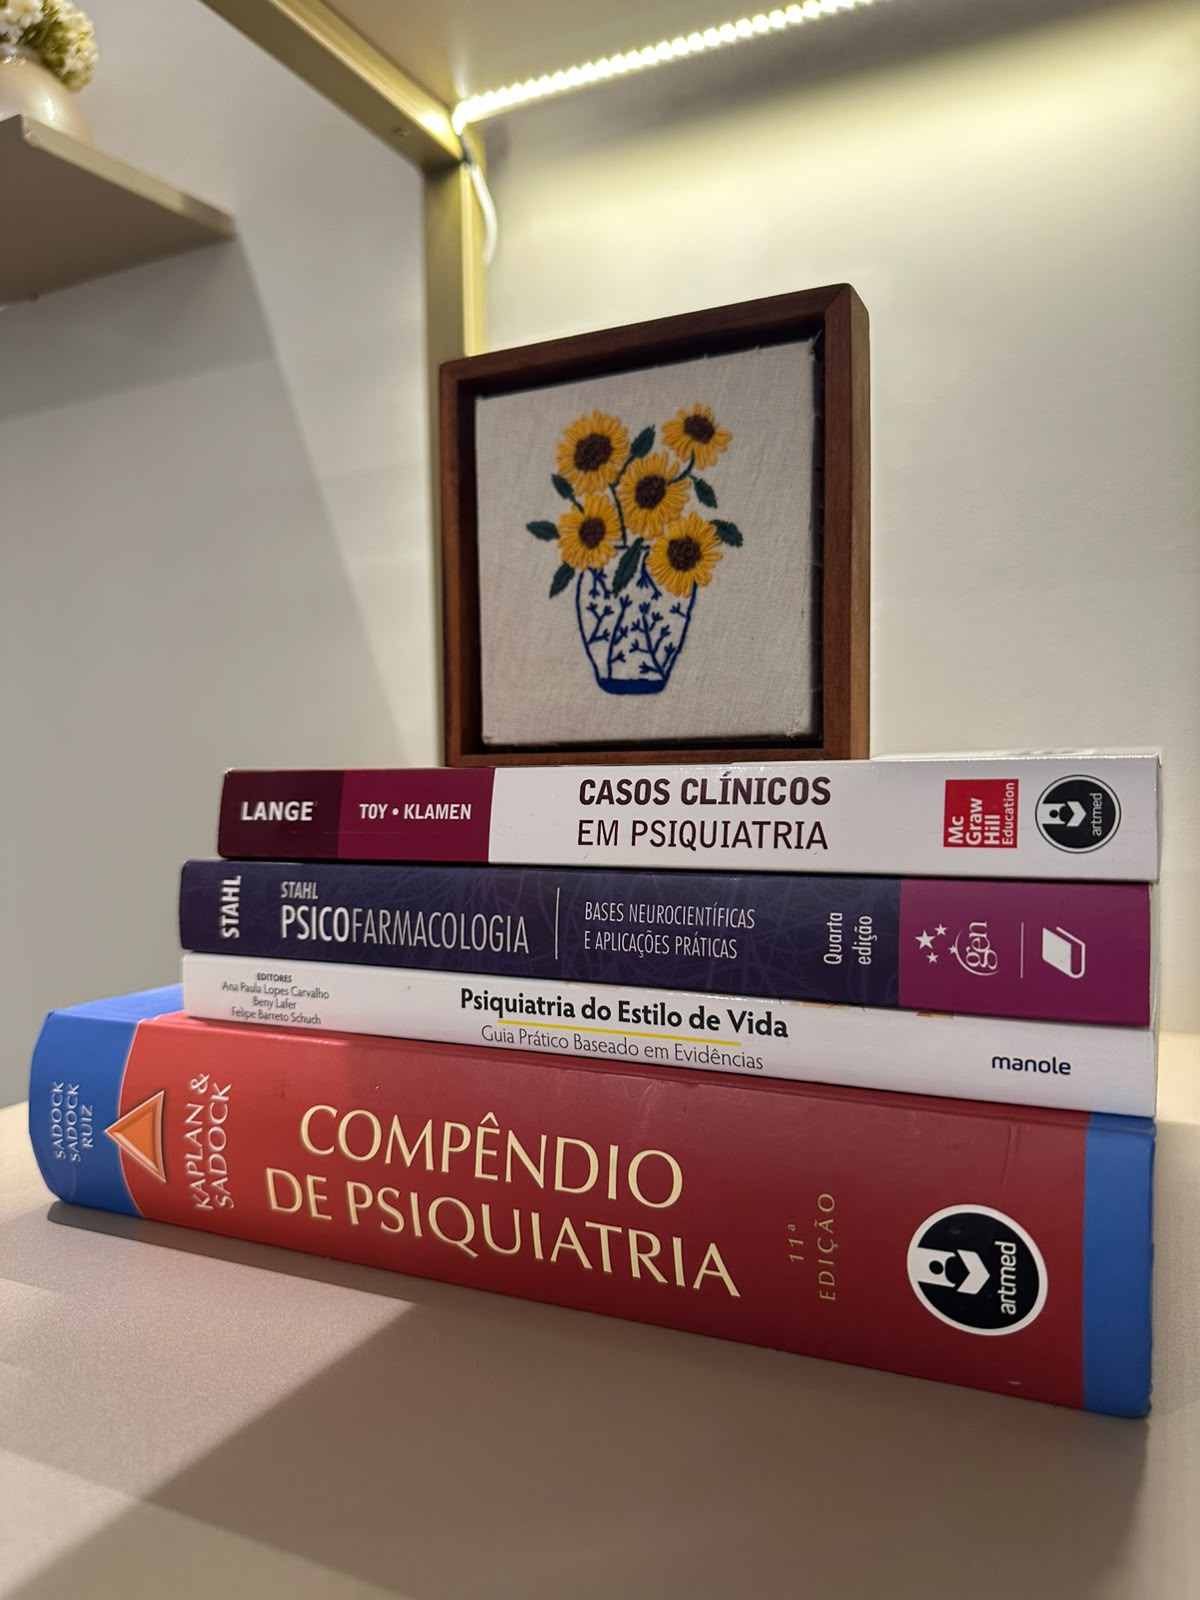 LANGE
TOY • KLAMEN
CASOS CLÍNICOS
EM PSIQUIATRIA
Mc
Graw
Hill
Education
artmed
STAHL
STAHL
PSICOFARMACOLOGIA
BASES NEUROCIENTÍFICAS
E APLICAÇÕES PRÁTICAS
Quarta
edição
gen
EDITORES
Ana Paula Lopes Carvalho
Beny Lafer
Felipe Barreto Schuch
Psiquiatria do Estilo de Vida
Guia Prático Baseado em Evidências
manole
SADOCK
SADOCK
RUIZ
KAPLAN &
SADOCK
COMPÊNDIO
DE PSIQUIATRIA
11ª
EDIÇÃO
artmed